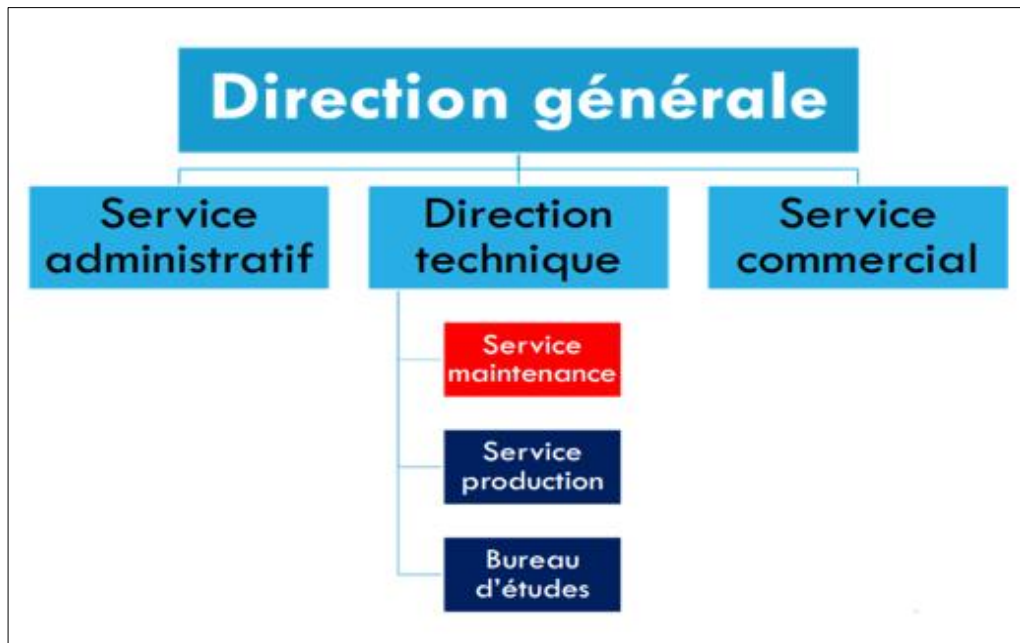 Direction générale
Service
administratif
Direction
technique
Service
commercial
Service
maintenance
Service
production
Bureau
d'études